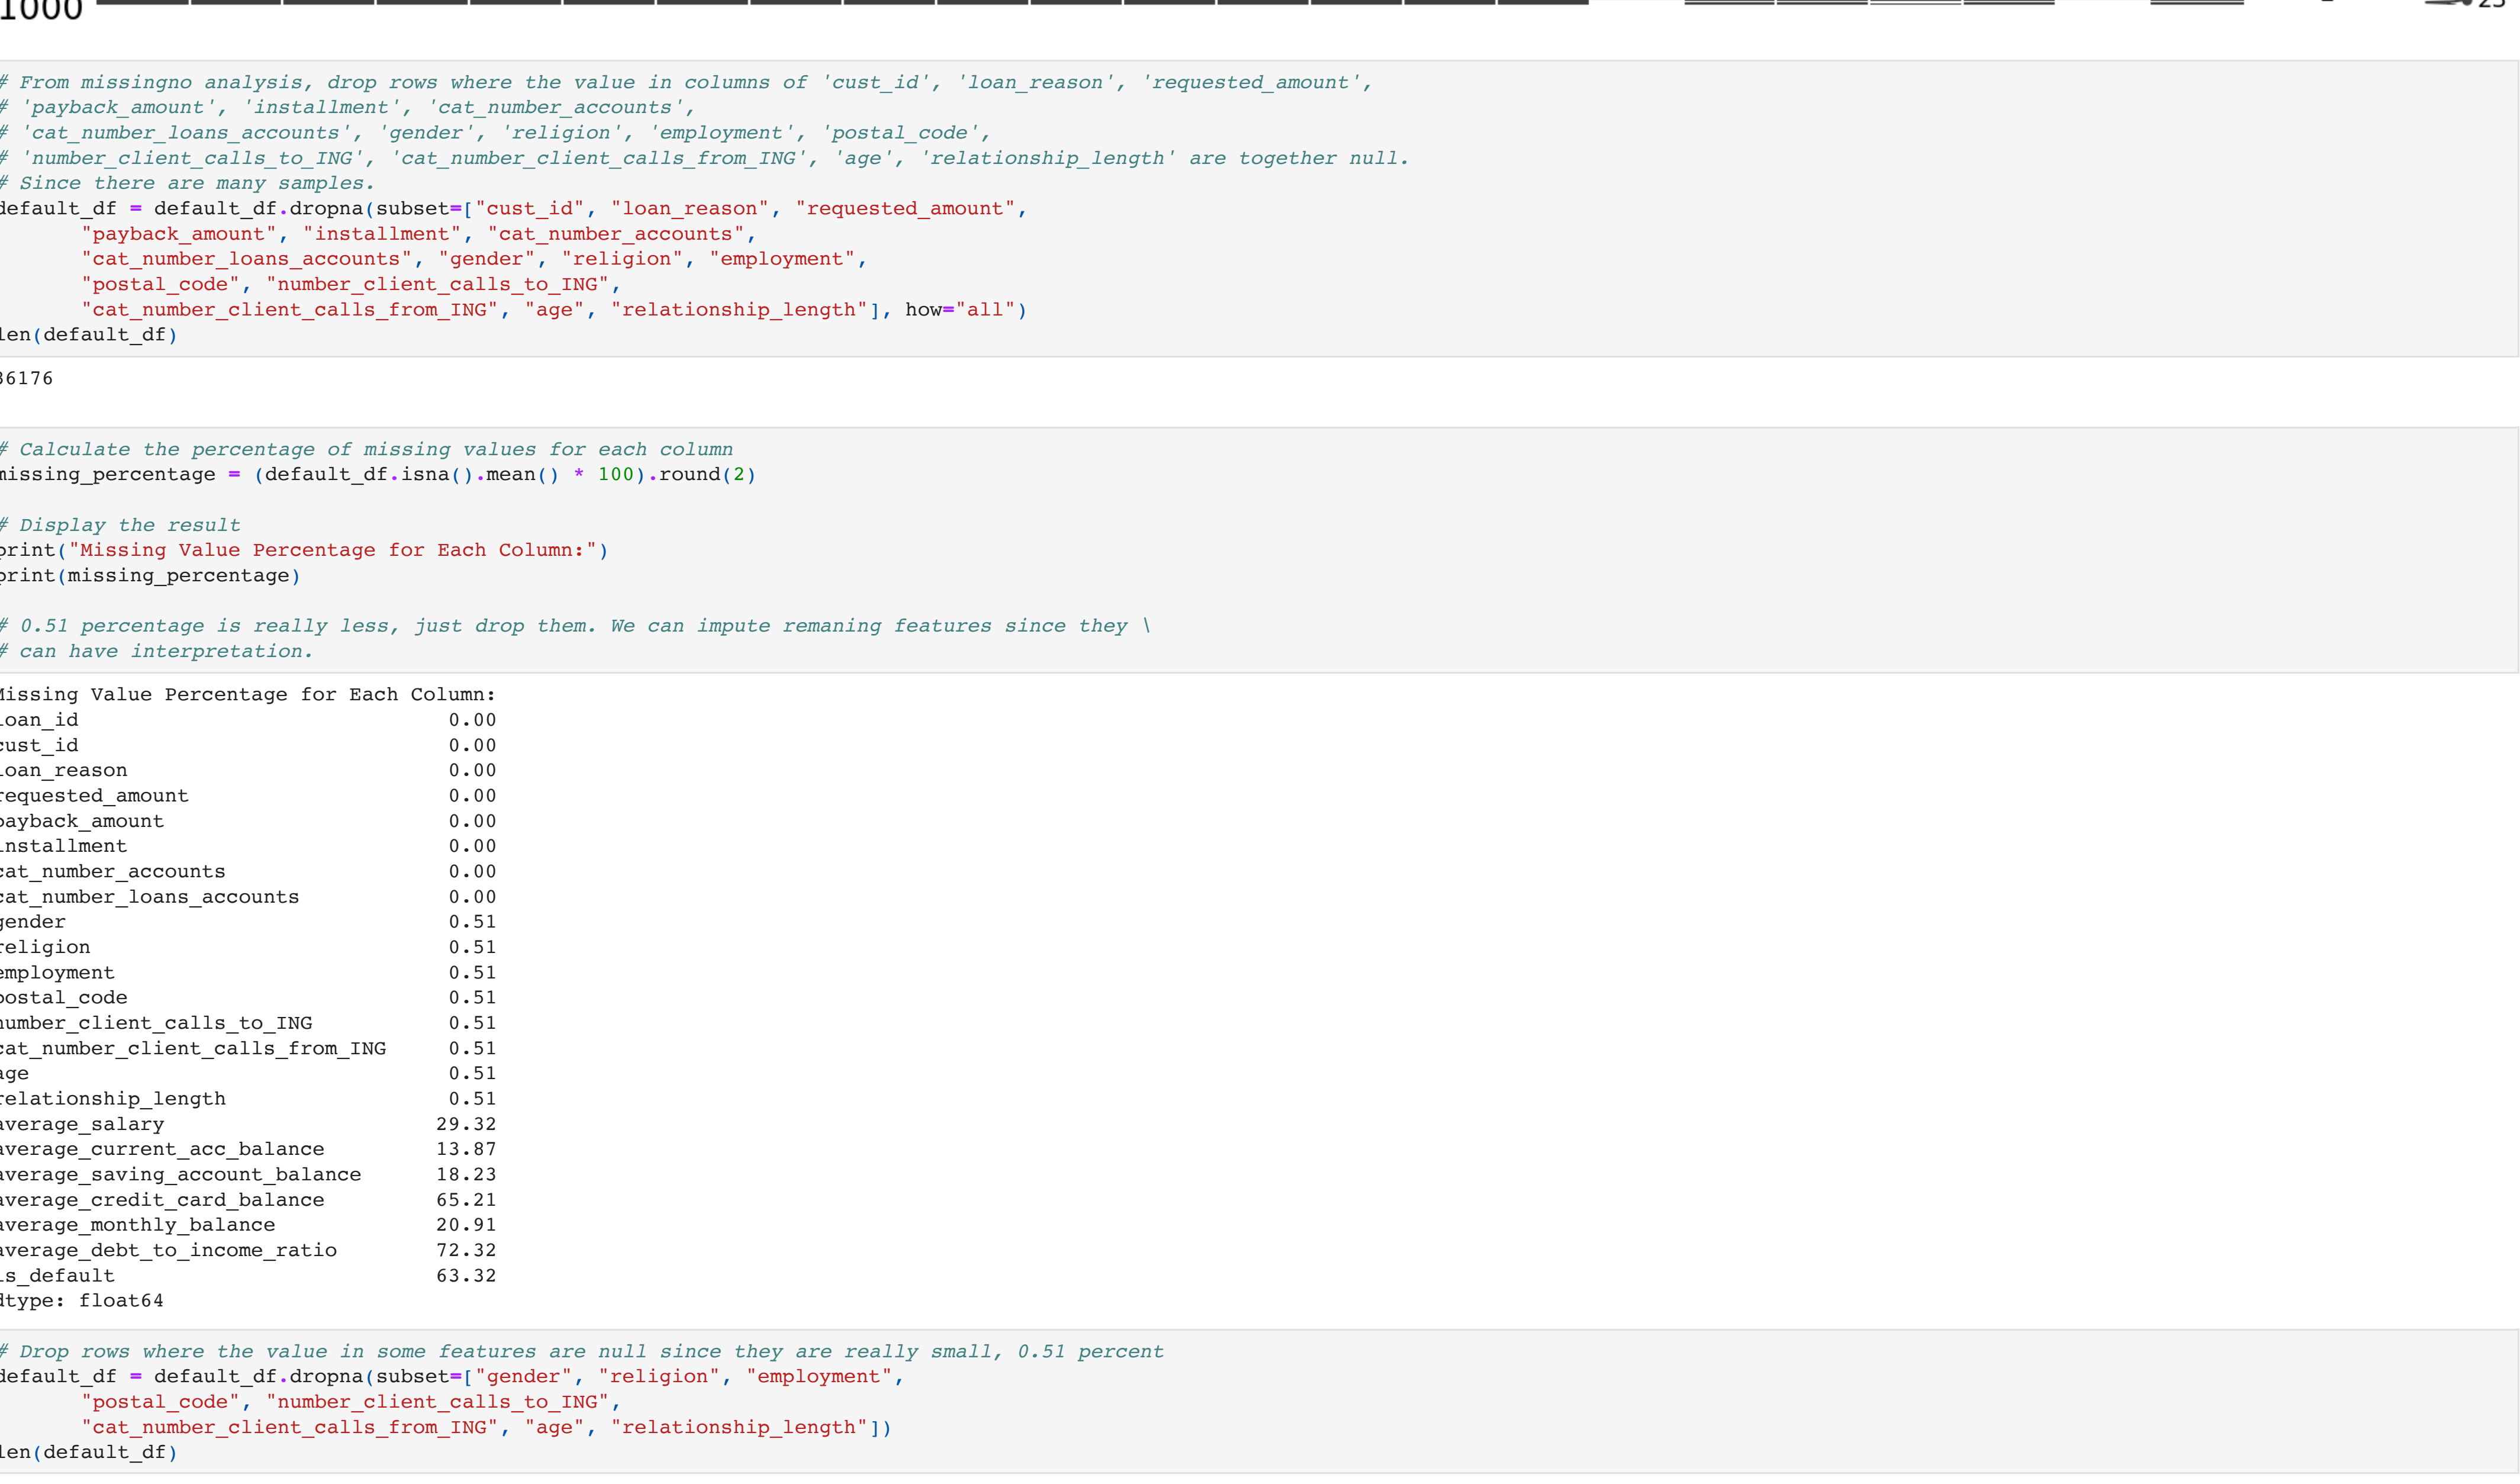 1000 25
# From missingno analysis, drop rows where the value in columns of 'cust_id', 'loan_reason', 'requested_amount',
# 'payback_amount', 'installment', 'cat_number_accounts',
# 'cat_number_loans_accounts', 'gender', 'religion', 'employment', 'postal_code',
# 'number_client_calls_to_ING', 'cat_number_client_calls_from_ING', 'age', 'relationship_length' are together null.
# Since there are many samples.
default_df = default_df.dropna(subset=["cust_id", "loan_reason", "requested_amount",
"payback_amount", "installment", "cat_number_accounts",
"cat_number_loans_accounts", "gender", "religion", "employment",
"postal_code", "number_client_calls_to_ING",
"cat_number_client_calls_from_ING", "age", "relationship_length"], how="all")
len(default_df)
36176
# Calculate the percentage of missing values for each column
missing_percentage = (default_df.isna().mean() * 100).round(2)
# Display the result
print("Missing Value Percentage for Each Column:")
print(missing_percentage)
# 0.51 percentage is really less, just drop them. We can impute remaning features since they \
# can have interpretation.
Missing Value Percentage for Each Column:
loan_id 0.00
cust_id 0.00
loan_reason 0.00
requested_amount 0.00
payback_amount 0.00
installment 0.00
cat_number_accounts 0.00
cat_number_loans_accounts 0.00
gender 0.51
religion 0.51
employment 0.51
postal_code 0.51
number_client_calls_to_ING 0.51
cat_number_client_calls_from_ING 0.51
age 0.51
relationship_length 0.51
average_salary 29.32
average_current_acc_balance 13.87
average_saving_account_balance 18.23
average_credit_card_balance 65.21
average_monthly_balance 20.91
average_debt_to_income_ratio 72.32
is_default 63.32
dtype: float64
# Drop rows where the value in some features are null since they are really small, 0.51 percent
default_df = default_df.dropna(subset=["gender", "religion", "employment",
"postal_code", "number_client_calls_to_ING",
"cat_number_client_calls_from_ING", "age", "relationship_length"])
len(default_df)